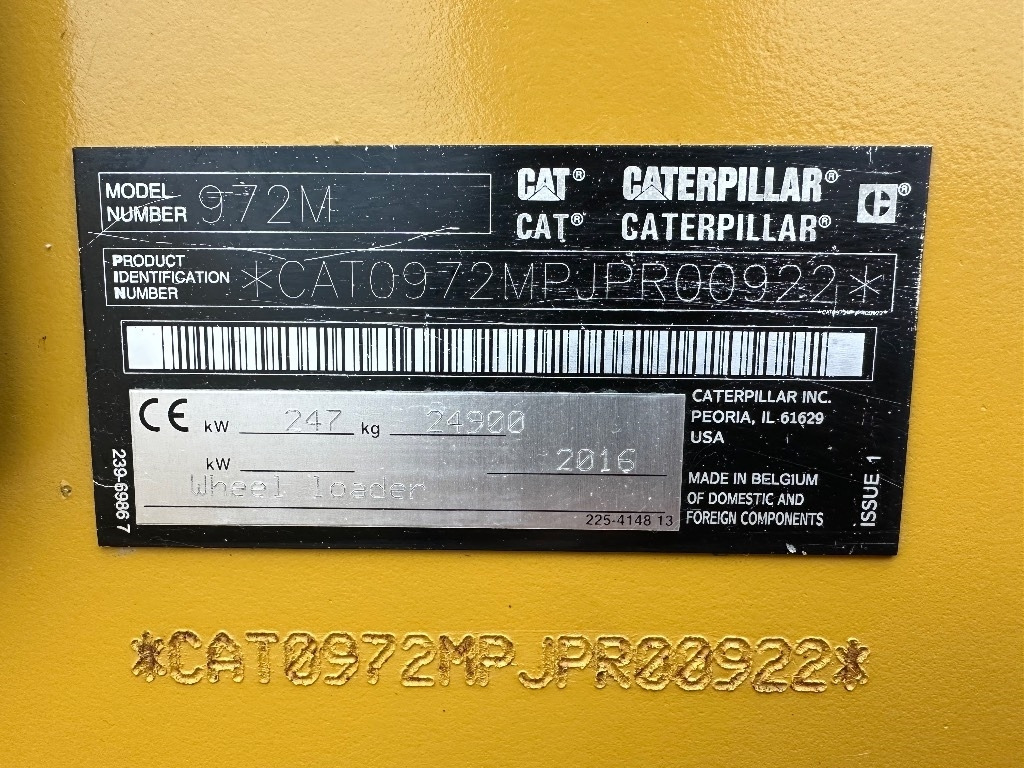 MODEL NUMBER 972M
CAT® CATERPILLAR®
CAT® CATERPILLAR®
PRODUCT IDENTIFICATION NUMBER *CAT0972MPJPR00922*
CE kW 247 kg 24900
kW 2016
Wheel loader
225-4148 13
239-6986 7
CATERPILLAR INC.
PEORIA, IL 61629
USA
MADE IN BELGIUM
OF DOMESTIC AND
FOREIGN COMPONENTS
ISSUE 1
*CAT0972MPJPR00922*